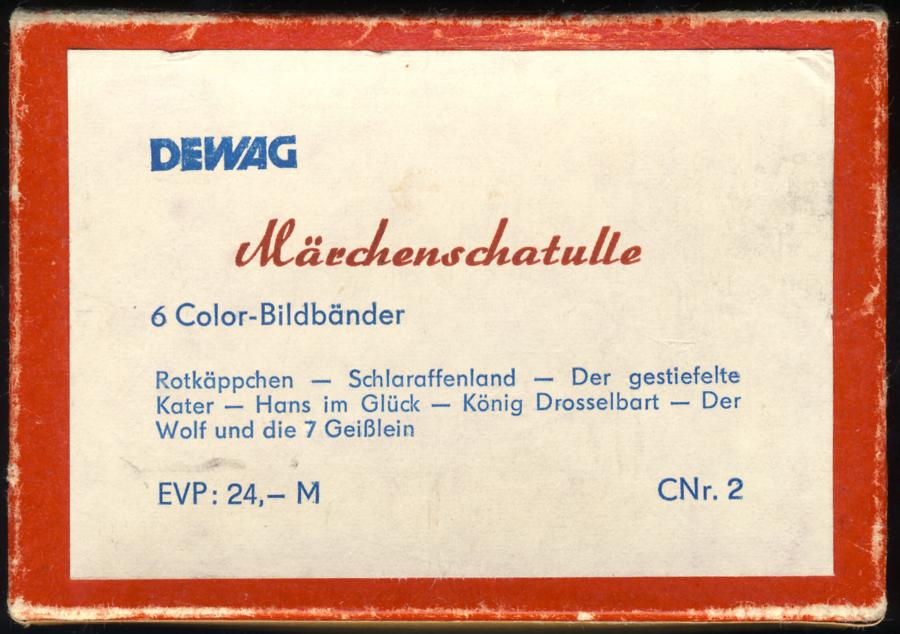 DEWAG
Märchenschatulle
6 Color-Bildbänder
Rotkäppchen — Schlaraffenland — Der gestiefelte
Kater — Hans im Glück — König Drosselbart — Der
Wolf und die 7 Geißlein
EVP: 24,– M CNr. 2